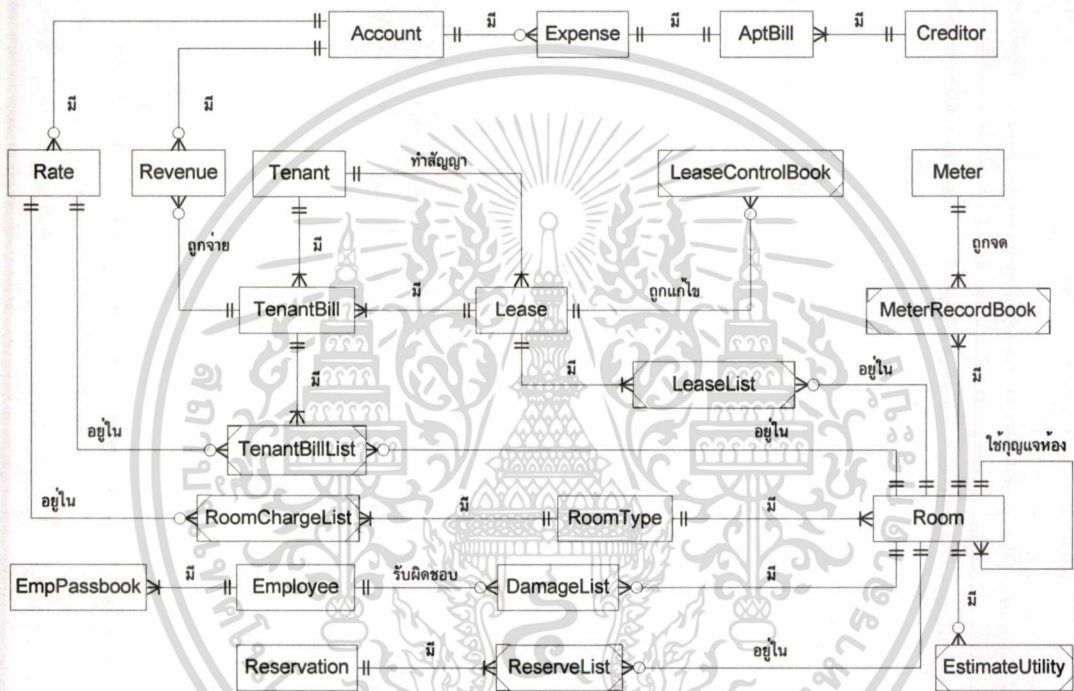 Account
มี
Expense
มี
AptBill
มี
Creditor
มี
มี
Rate
Revenue
Tenant
ทำสัญญา
LeaseControlBook
Meter
ถูกจ่าย
มี
ถูกจด
TenantBill
มี
Lease
ถูกแก้ไข
MeterRecordBook
มี
มี
LeaseList
อยู่ใน
มี
อยู่ใน
TenantBillList
อยู่ใน
ใช้กุญแจห้อง
อยู่ใน
RoomChargeList
มี
RoomType
มี
Room
EmpPassbook
มี
Employee
รับผิดชอบ
DamageList
มี
มี
Reservation
มี
ReserveList
อยู่ใน
EstimateUtility